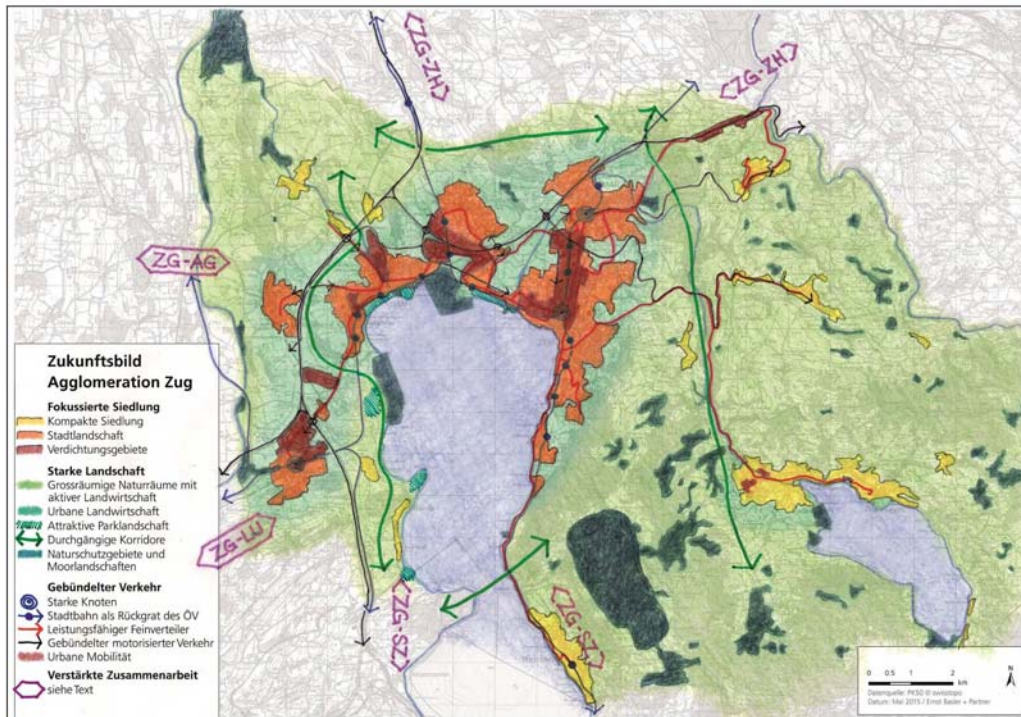 ZG-ZH
ZG-ZH
ZG-AG
ZG-LU
ZG-SZ
ZG-SZ
Zukunftsbild
Agglomeration Zug
Fokussierte Siedlung
Kompakte Siedlung
Stadtlandschaft
Verdichtungsgebiete
Starke Landschaft
Grossräumige Naturräume mit
aktiver Landwirtschaft
Urbane Landwirtschaft
Attraktive Parklandschaft
Durchgängige Korridore
Naturschutzgebiete und
Moorlandschaften
Gebündelter Verkehr
Starke Knoten
Stadtbahn als Rückgrat des ÖV
Leistungsfähiger Feinverteiler
Gebündelter motorisierter Verkehr
Urbane Mobilität
Verstärkte Zusammenarbeit
siehe Text
0 0.5 1 2
km
N
Datenquelle: PK50 © swisstopo
Datum: Mai 2015 / Ernst Basler + Partner